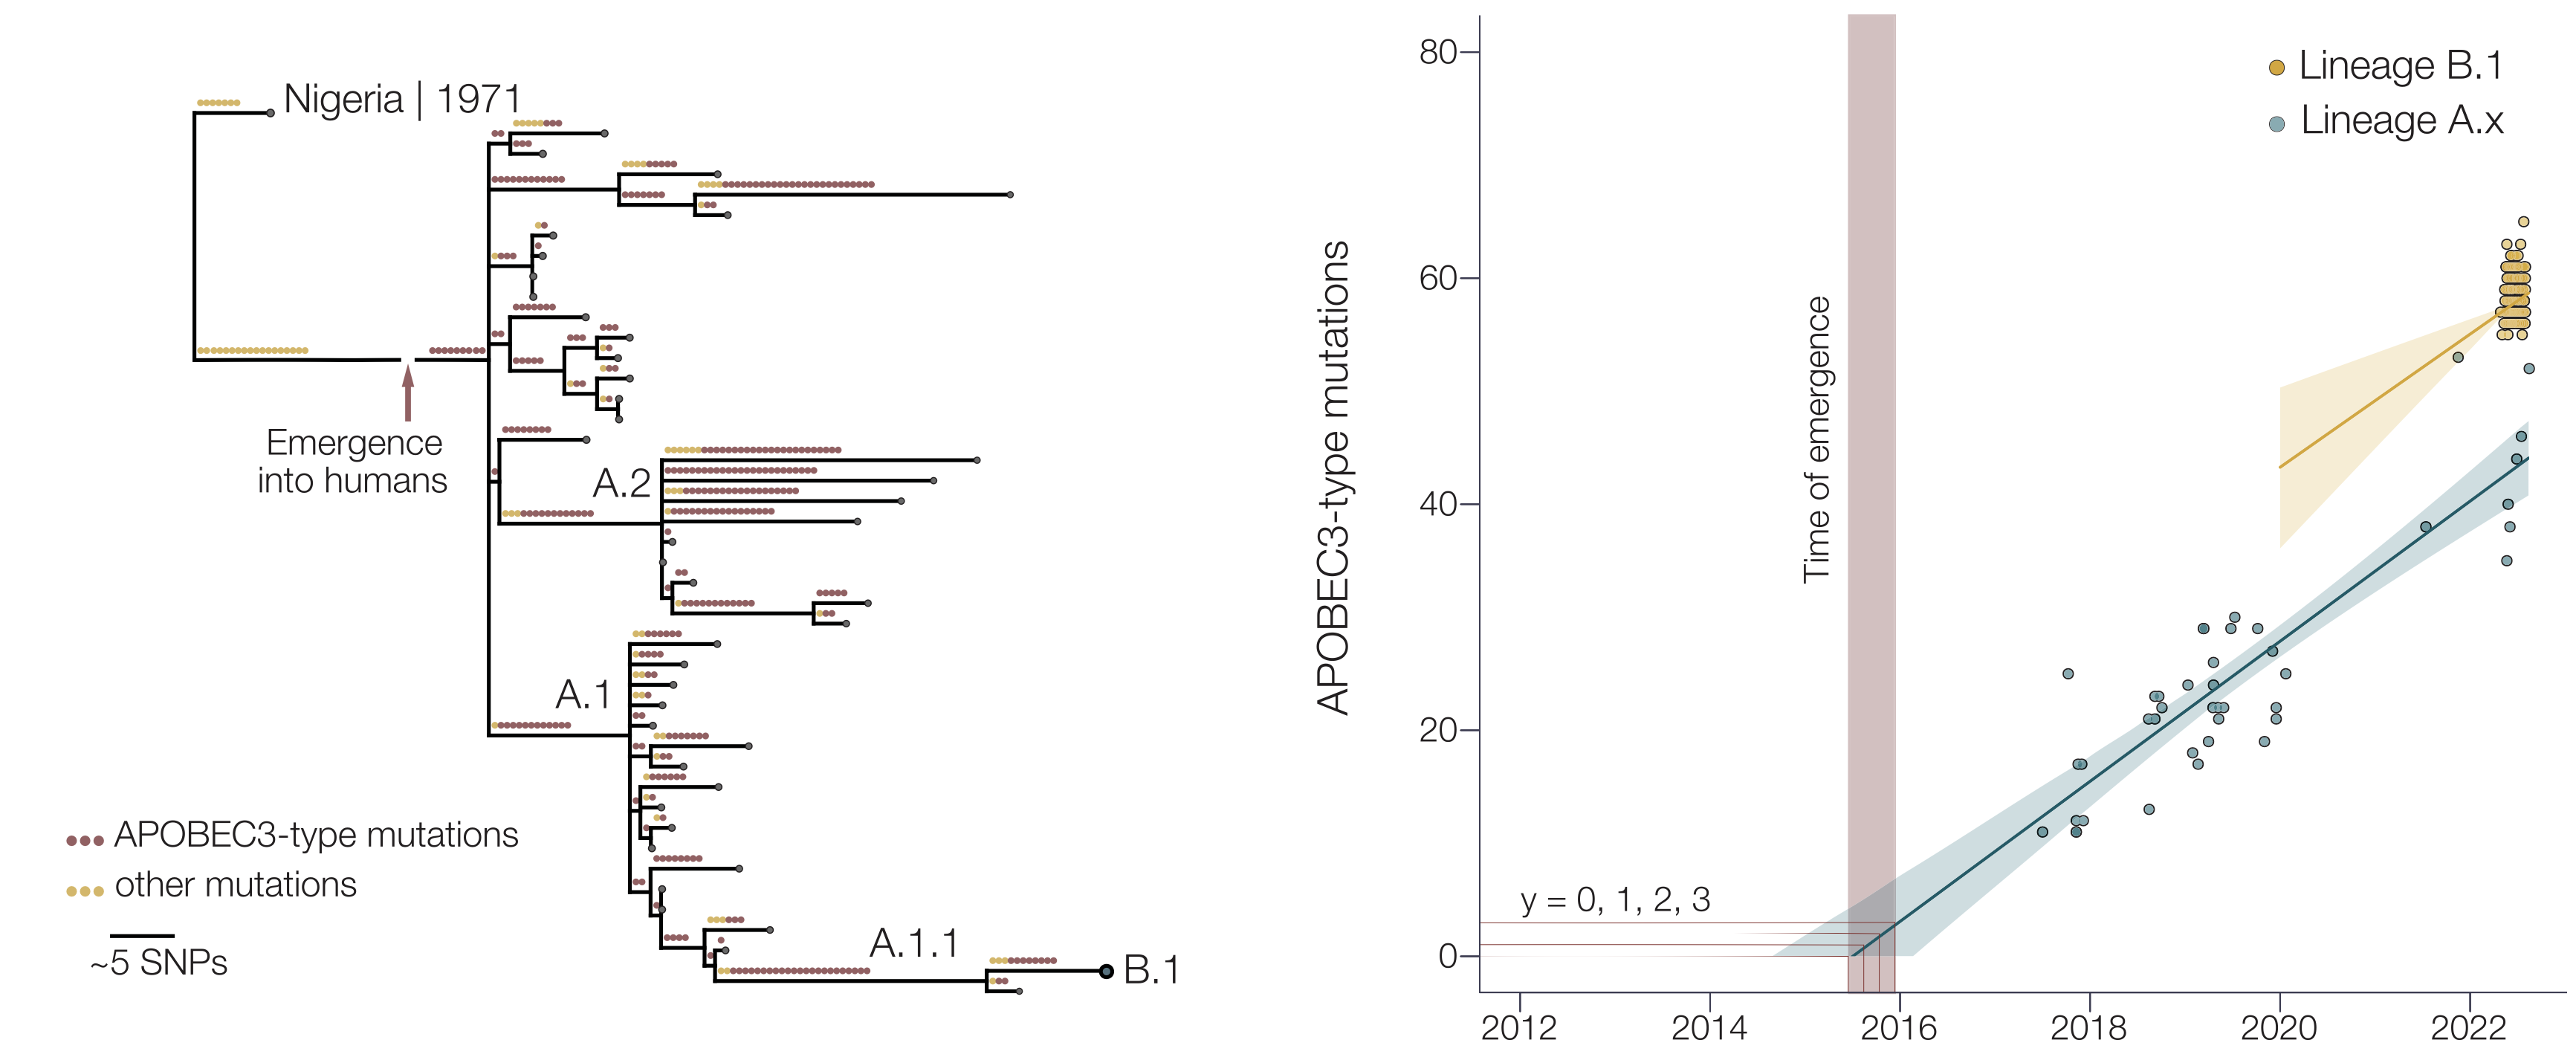 Nigeria | 1971
Emergence
into humans
A.2
A.1
A.1.1
B.1
APOBEC3-type mutations
other mutations
~5 SNPs
APOBEC3-type mutations
80
60
40
20
0
Time of emergence
y = 0, 1, 2, 3
Lineage B.1
Lineage A.x
2012
2014
2016
2018
2020
2022